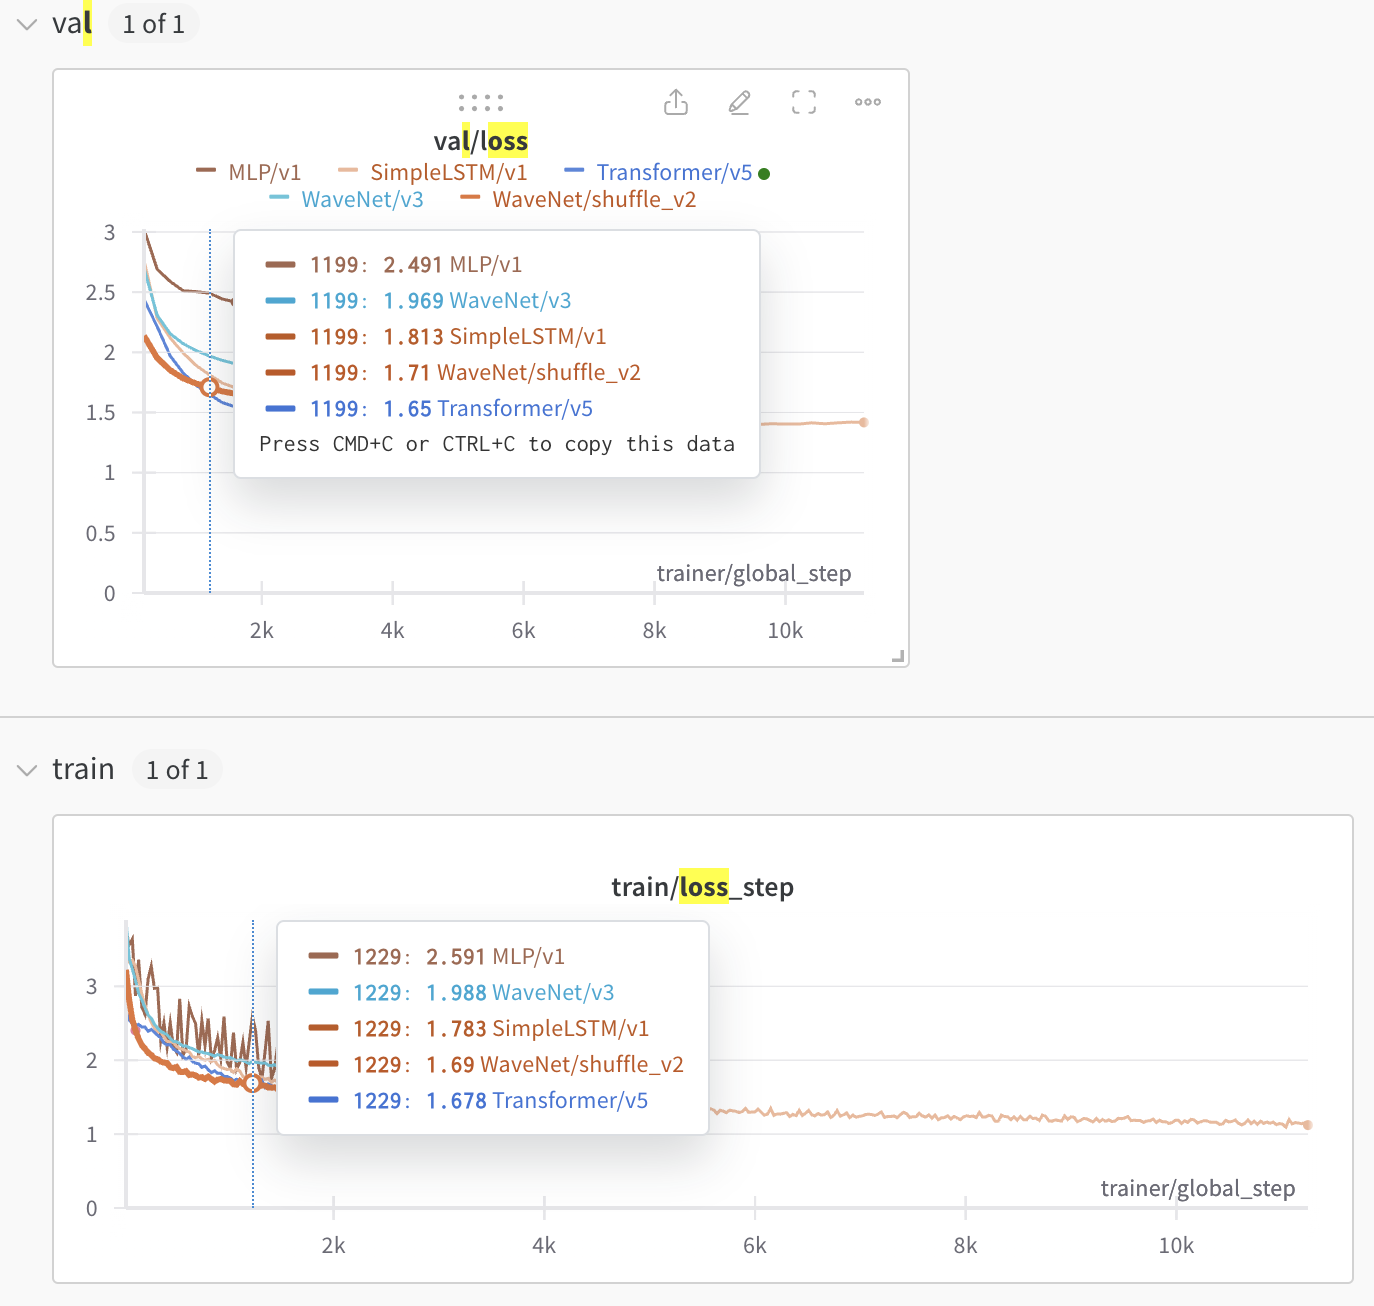 val 1 of 1
val/loss
MLP/v1 SimpleLSTM/v1 Transformer/v5
WaveNet/v3 WaveNet/shuffle_v2
3
2.5
2
1.5
1
0.5
0
1199: 2.491 MLP/v1
1199: 1.969 WaveNet/v3
1199: 1.813 SimpleLSTM/v1
1199: 1.71 WaveNet/shuffle_v2
1199: 1.65 Transformer/v5
Press CMD+C or CTRL+C to copy this data
trainer/global_step
2k 4k 6k 8k 10k
train 1 of 1
train/loss_step
3
2
1
0
1229: 2.591 MLP/v1
1229: 1.988 WaveNet/v3
1229: 1.783 SimpleLSTM/v1
1229: 1.69 WaveNet/shuffle_v2
1229: 1.678 Transformer/v5
trainer/global_step
2k 4k 6k 8k 10k